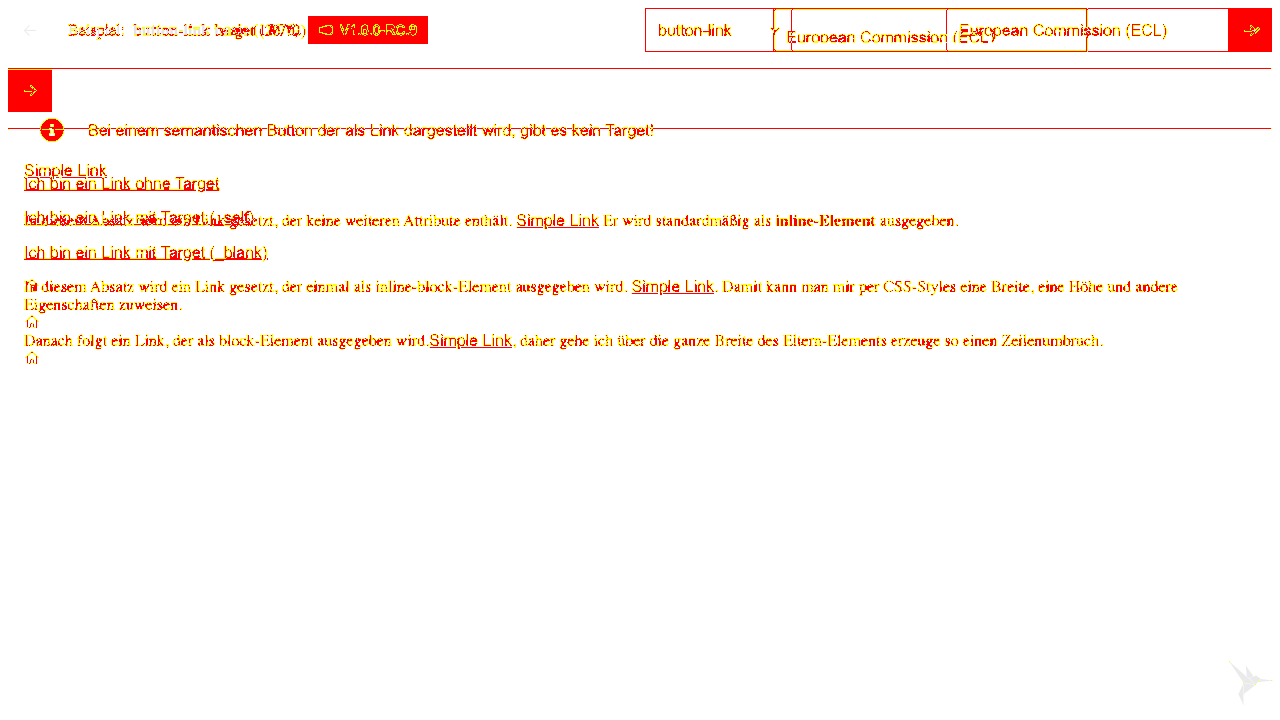 Beispiel: button-link V1.0.0-RC.9 button-link European Commission (ECL) European Commission (ECL)
Bei einem semantischen Button der als Link dargestellt wird, gibt es kein Target!
Simple Link
Ich bin ein Link ohne Target
Ich bin ein Link mit Target (_self)
gesetzt, der keine weiteren Attribute enthält. Simple Link Er wird standardmäßig als inline-Element ausgegeben.
Ich bin ein Link mit Target (_blank)
In diesem Absatz wird ein Link gesetzt, der einmal als inline-block-Element ausgegeben wird. Simple Link. Damit kann man mir per CSS-Styles eine Breite, eine Höhe und andere
Eigenschaften zuweisen.
Danach folgt ein Link, der als block-Element ausgegeben wird.Simple Link, daher gehe ich über die ganze Breite des Eltern-Elements erzeuge so einen Zeilenumbruch.